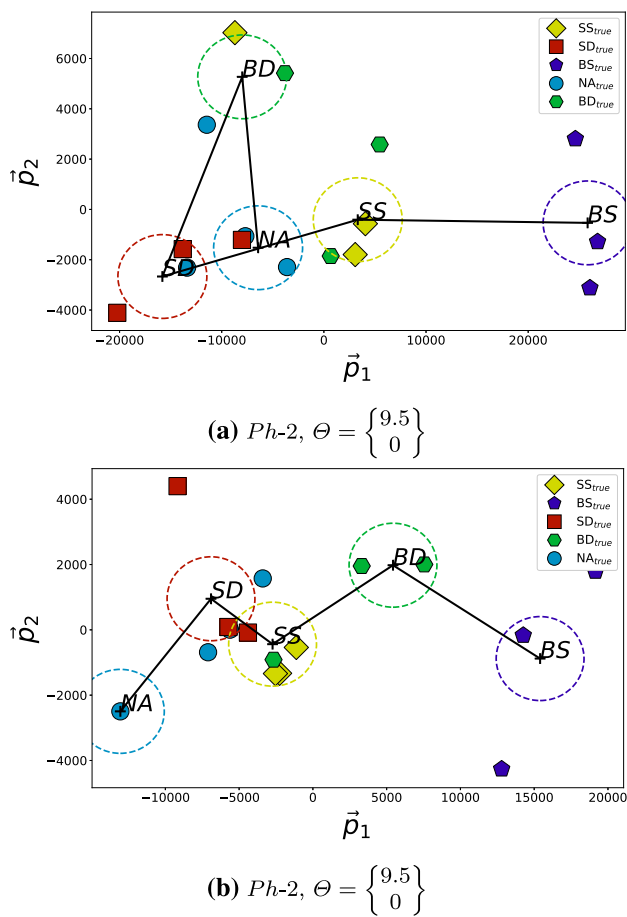 6000
4000
2000
0
−2000
−4000
p⃗₂
BD
NA
SS
BS
SD
SS_true
SD_true
BS_true
NA_true
BD_true
−20000 −10000 0 10000 20000
p⃗₁
(a) Ph-2, Θ = {9.5 0}
4000
2000
0
−2000
−4000
p⃗₂
SD
BD
SS
BS
NA
SS_true
BS_true
SD_true
BD_true
NA_true
−10000 −5000 0 5000 10000 15000 20000
p⃗₁
(b) Ph-2, Θ = {9.5 0}